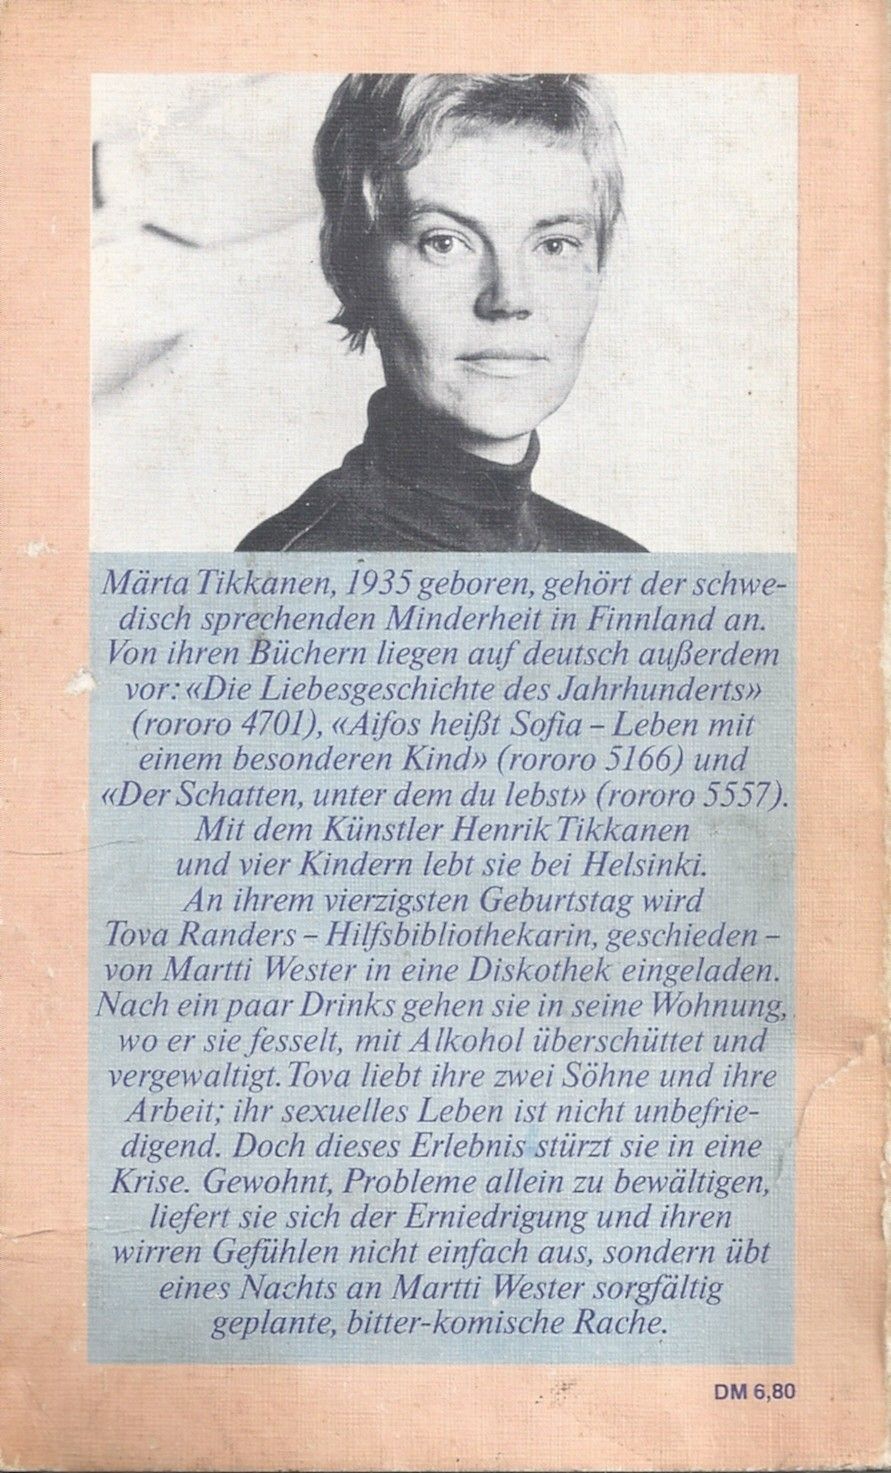 Märta Tikkanen, 1935 geboren, gehört der schwe-
disch sprechenden Minderheit in Finnland an.
Von ihren Büchern liegen auf deutsch außerdem
vor: «Die Liebesgeschichte des Jahrhunderts»
(rororo 4701), «Aifos heißt Sofia – Leben mit
einem besonderen Kind» (rororo 5166) und
«Der Schatten, unter dem du lebst» (rororo 5557).
Mit dem Künstler Henrik Tikkanen
und vier Kindern lebt sie bei Helsinki.
An ihrem vierzigsten Geburtstag wird
Tova Randers – Hilfsbibliothekarin, geschieden –
von Martti Wester in eine Diskothek eingeladen.
Nach ein paar Drinks gehen sie in seine Wohnung,
wo er sie fesselt, mit Alkohol überschüttet und
vergewaltigt. Tova liebt ihre zwei Söhne und ihre
Arbeit; ihr sexuelles Leben ist nicht unbefrie-
digend. Doch dieses Erlebnis stürzt sie in eine
Krise. Gewohnt, Probleme allein zu bewältigen,
liefert sie sich der Erniedrigung und ihren
wirren Gefühlen nicht einfach aus, sondern übt
eines Nachts an Martti Wester sorgfältig
geplante, bitter-komische Rache.
DM 6,80